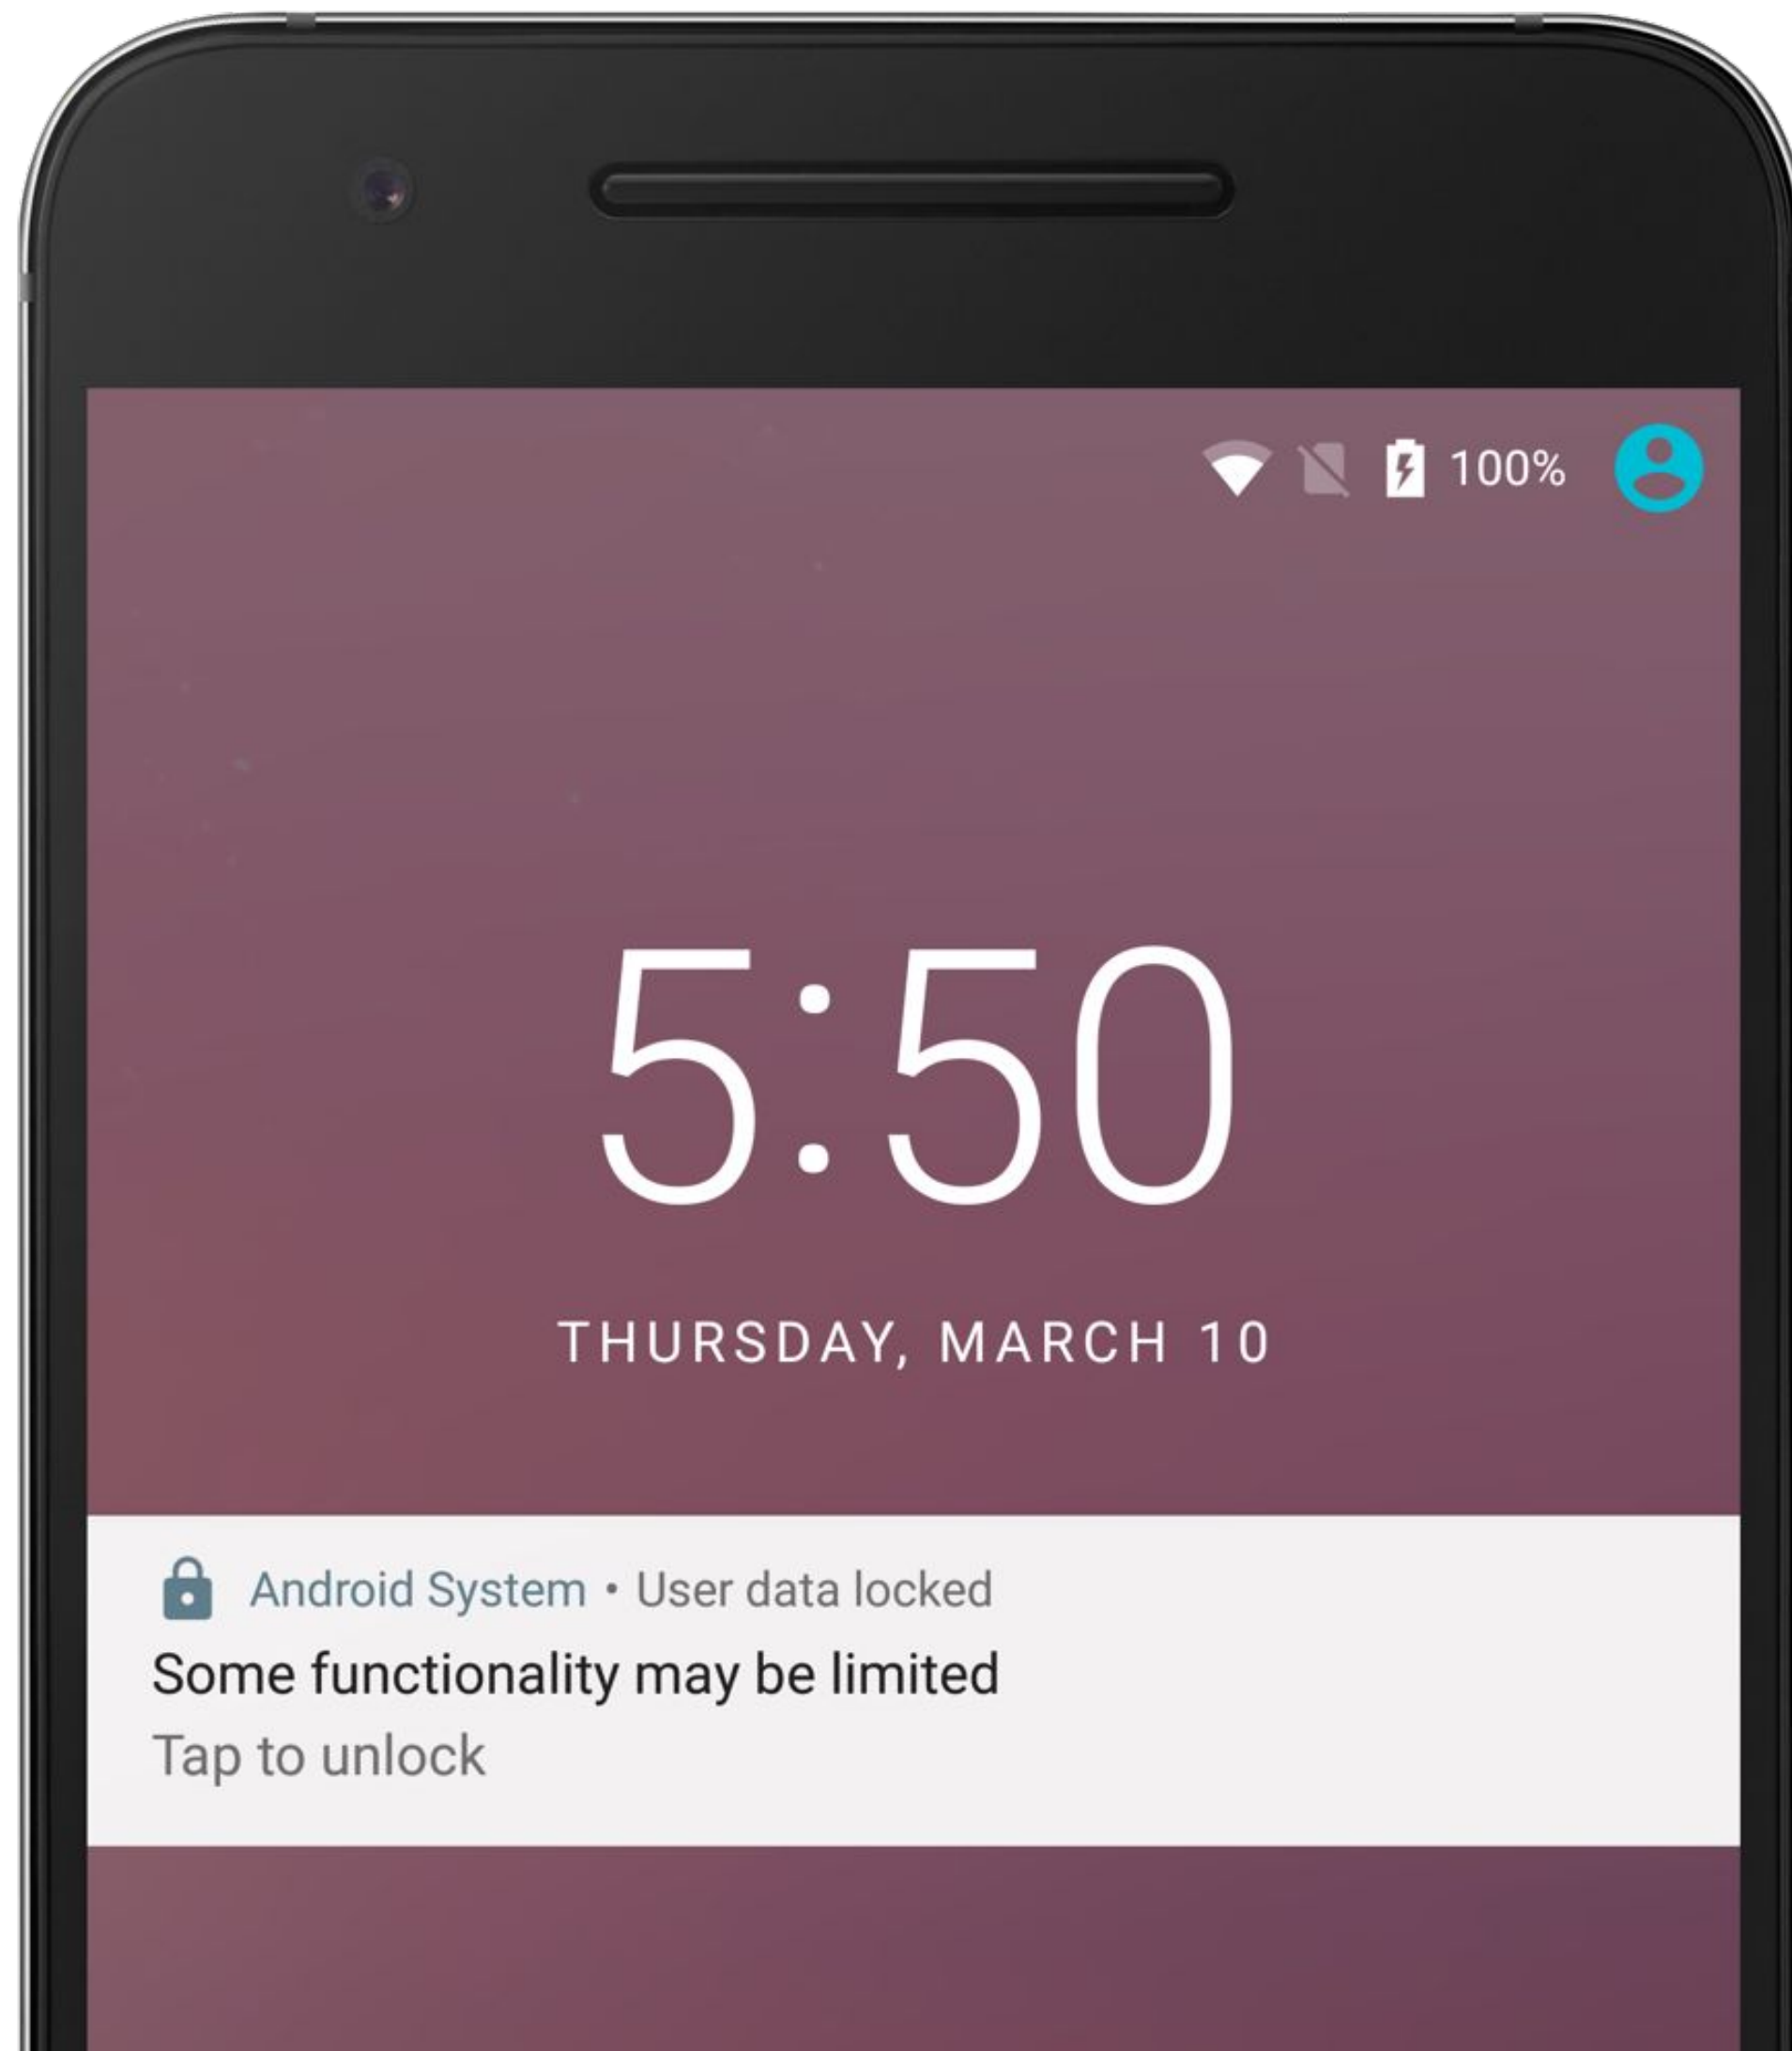 100%
5:50
THURSDAY, MARCH 10
Android System • User data locked
Some functionality may be limited
Tap to unlock